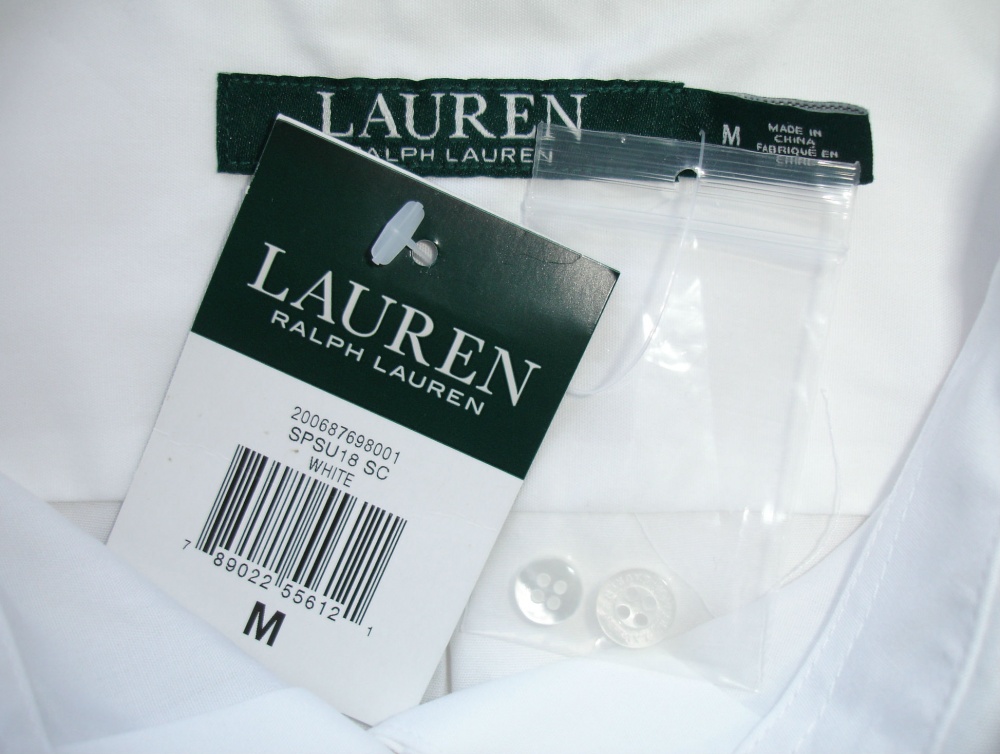 LAUREN
RALPH LAUREN
M
MADE IN
CHINA
FABRIQUÉ EN
LAUREN
RALPH LAUREN
200687698001
SPSU18 SC
WHITE
7 89022 55612 1
M